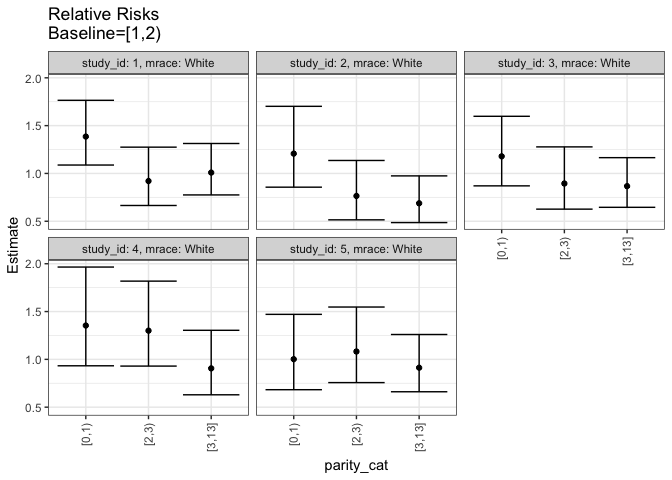 Relative Risks
Baseline=[1,2)
study_id: 1, mrace: White
study_id: 2, mrace: White
study_id: 3, mrace: White
2.0
1.5
1.0
0.5
study_id: 4, mrace: White
study_id: 5, mrace: White
[0,1)
[2,3)
[3,13]
2.0
1.5
1.0
0.5
[0,1)
[2,3)
[3,13]
[0,1)
[2,3)
[3,13]
Estimate
parity_cat